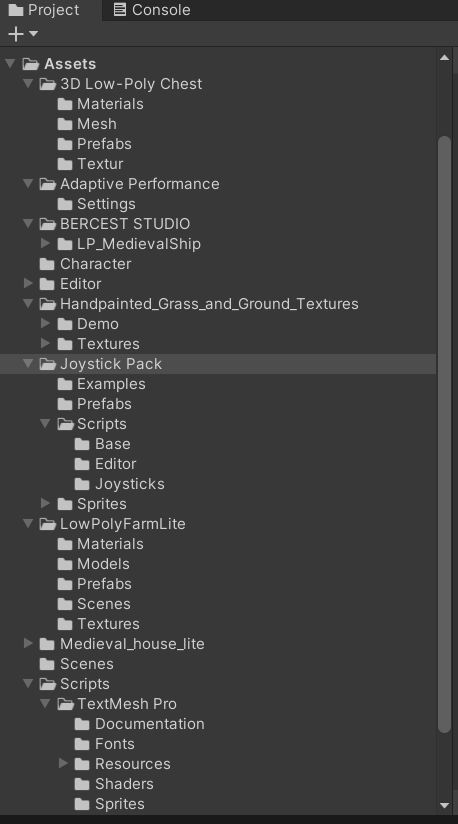 Project Console
Assets
3D Low-Poly Chest
Materials
Mesh
Prefabs
Textur
Adaptive Performance
Settings
BERCEST STUDIO
LP_MedievalShip
Character
Editor
Handpainted_Grass_and_Ground_Textures
Demo
Textures
Joystick Pack
Examples
Prefabs
Scripts
Base
Editor
Joysticks
Sprites
LowPolyFarmLite
Materials
Models
Prefabs
Scenes
Textures
Medieval_house_lite
Scenes
Scripts
TextMesh Pro
Documentation
Fonts
Resources
Shaders
Sprites